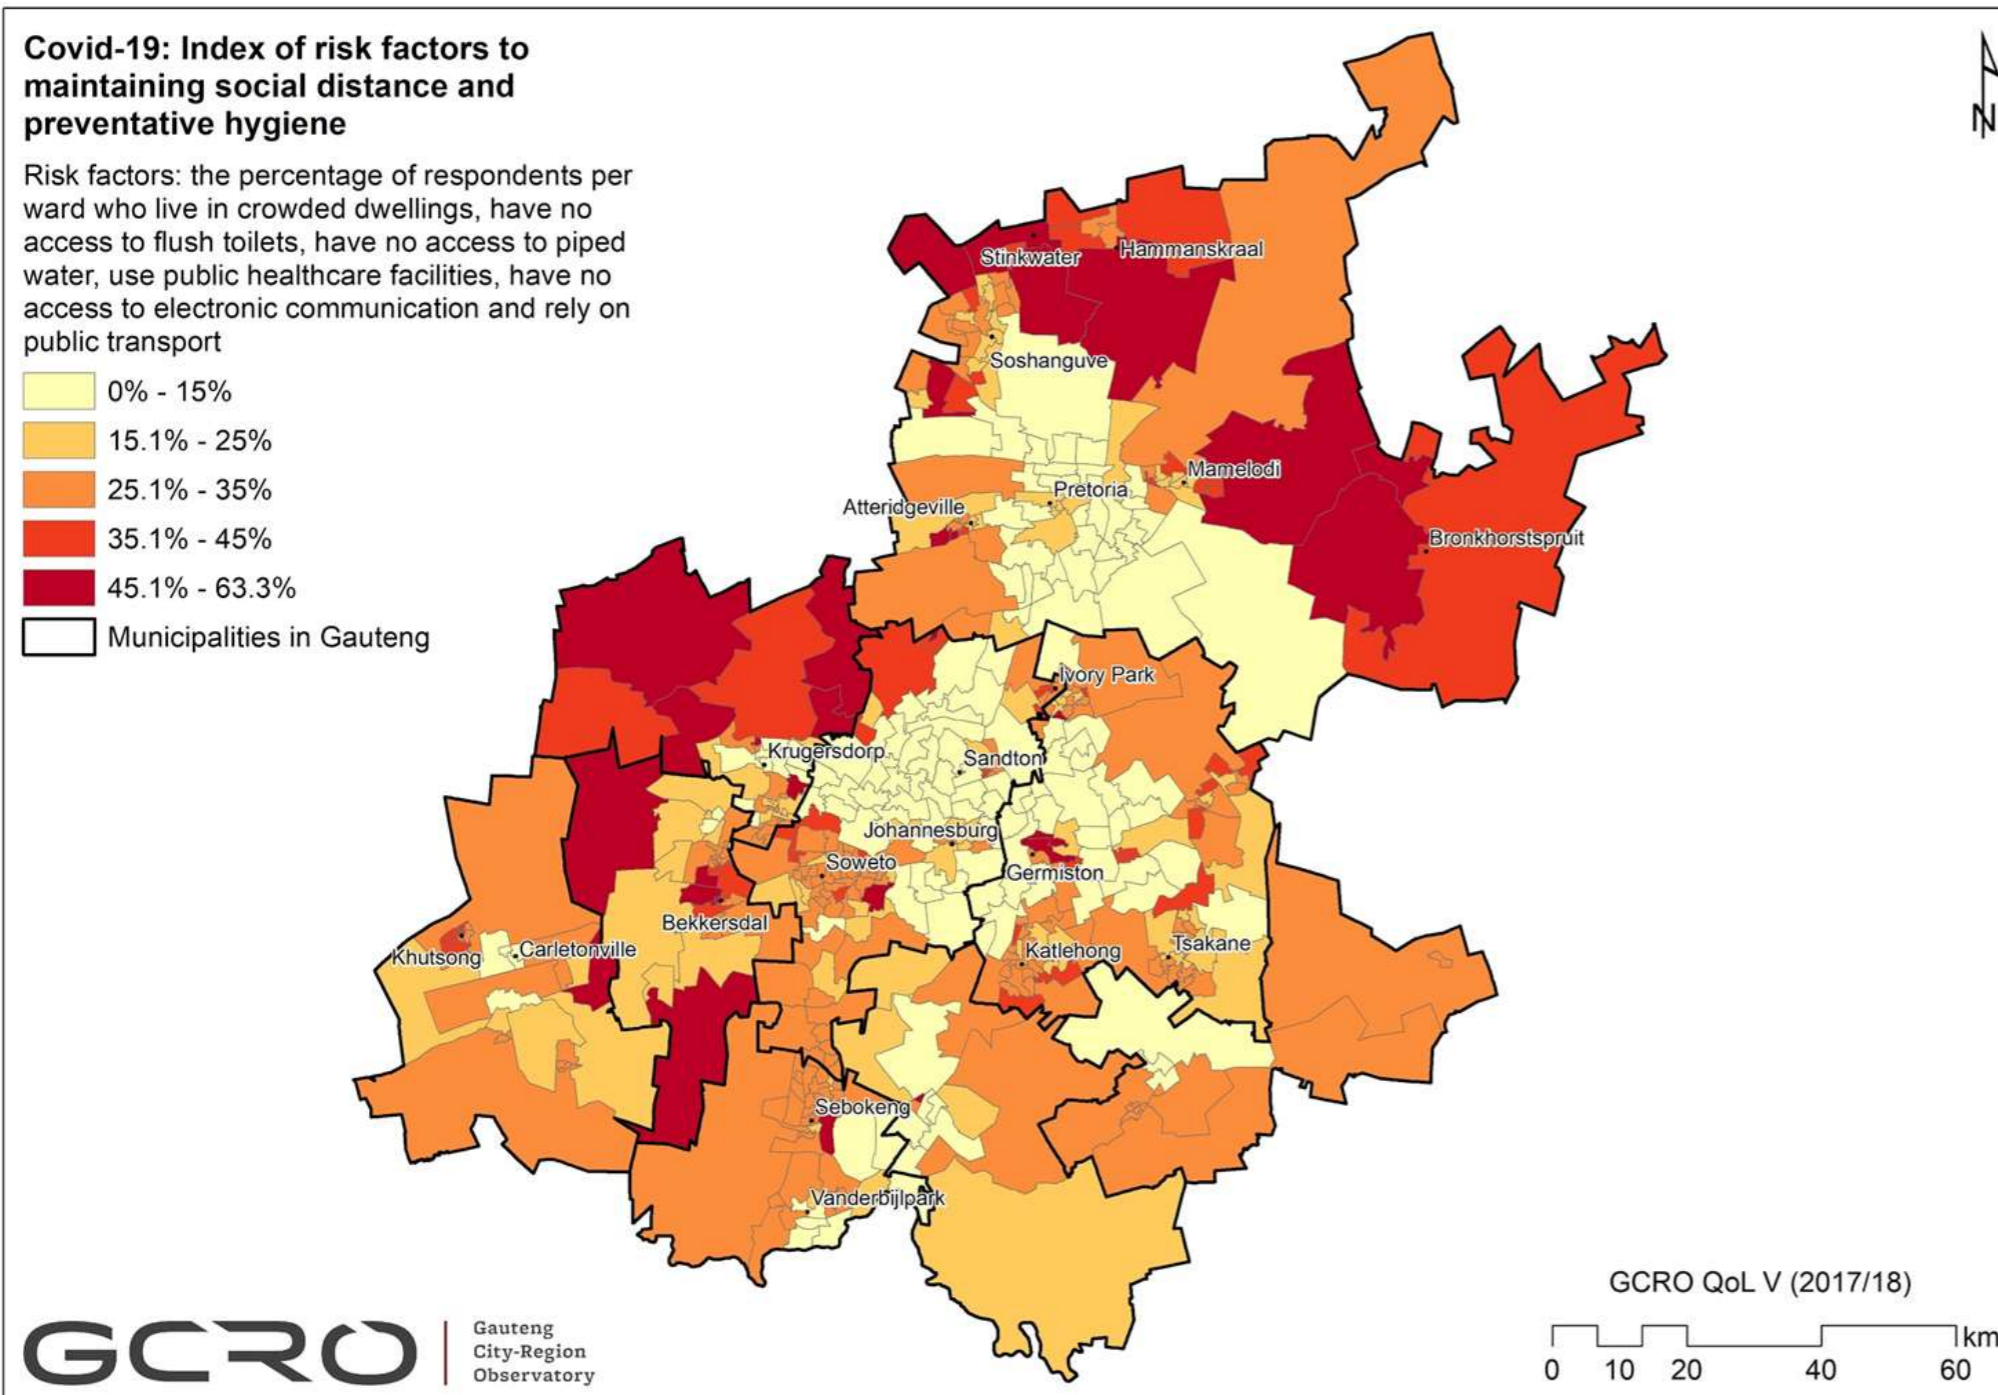 Covid-19: Index of risk factors to
maintaining social distance and
preventative hygiene
Risk factors: the percentage of respondents per
ward who live in crowded dwellings, have no
access to flush toilets, have no access to piped
water, use public healthcare facilities, have no
access to electronic communication and rely on
public transport
0% - 15%
15.1% - 25%
25.1% - 35%
35.1% - 45%
45.1% - 63.3%
Municipalities in Gauteng
N
Stinkwater
Hammanskraal
Soshanguve
Mamelodi
Pretoria
Atteridgeville
Bronkhorstspruit
Ivory Park
Krugersdorp
Sandton
Johannesburg
Soweto
Germiston
Bekkersdal
Khutsong
Carletonville
Katlehong
Tsakane
Sebokeng
Vanderbijlpark
GCRO
Gauteng
City-Region
Observatory
GCRO QoL V (2017/18)
km
0 10 20 40 60